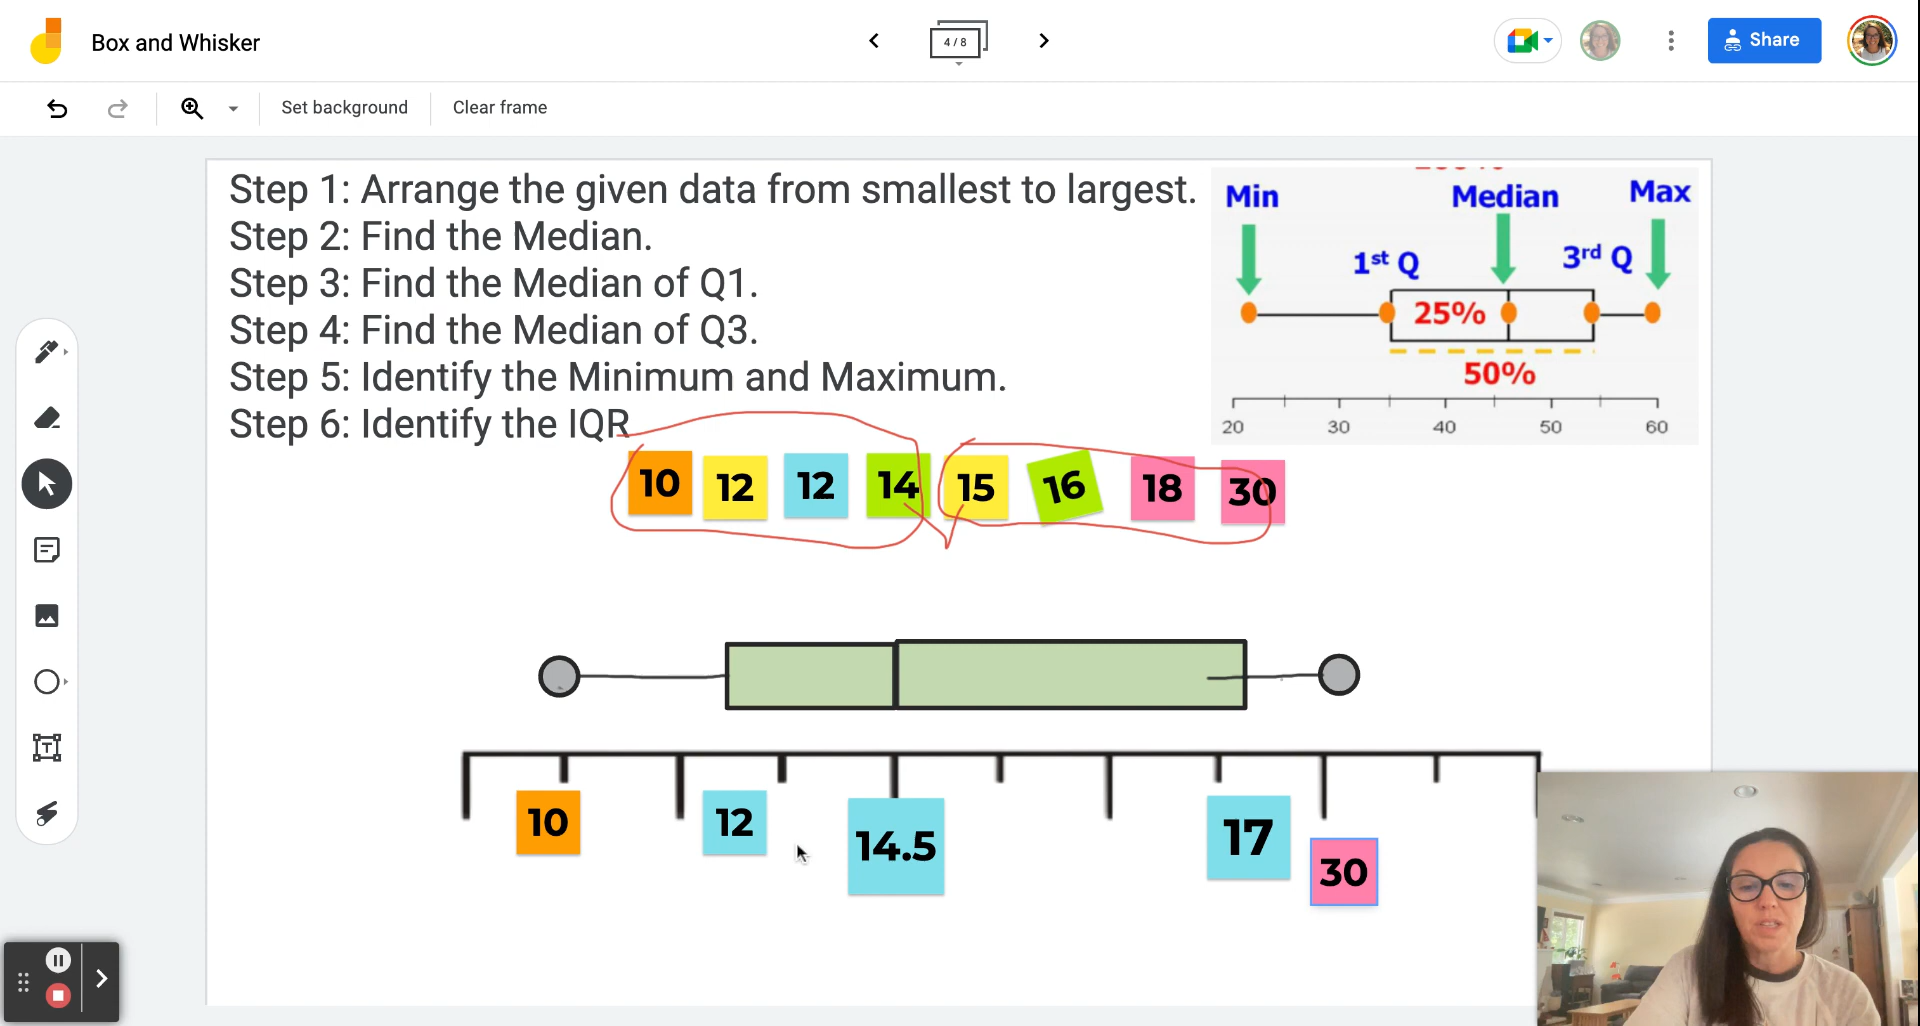 Box and Whisker
4 / 8
Share
Set background
Clear frame
Step 1: Arrange the given data from smallest to largest.
Step 2: Find the Median.
Step 3: Find the Median of Q1.
Step 4: Find the Median of Q3.
Step 5: Identify the Minimum and Maximum.
Step 6: Identify the IQR
Min Median Max
1st Q 3rd Q
25%
50%
20 30 40 50 60
10 12 12 14 15 16 18 30
10 12 14.5 17 30